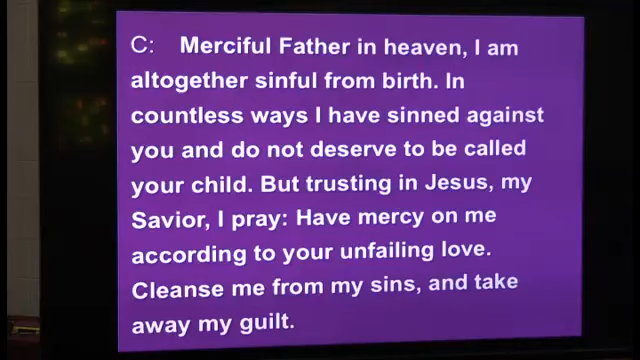 C: Merciful Father in heaven, I am
altogether sinful from birth. In
countless ways I have sinned against
you and do not deserve to be called
your child. But trusting in Jesus, my
Savior, I pray: Have mercy on me
according to your unfailing love.
Cleanse me from my sins, and take
away my guilt.